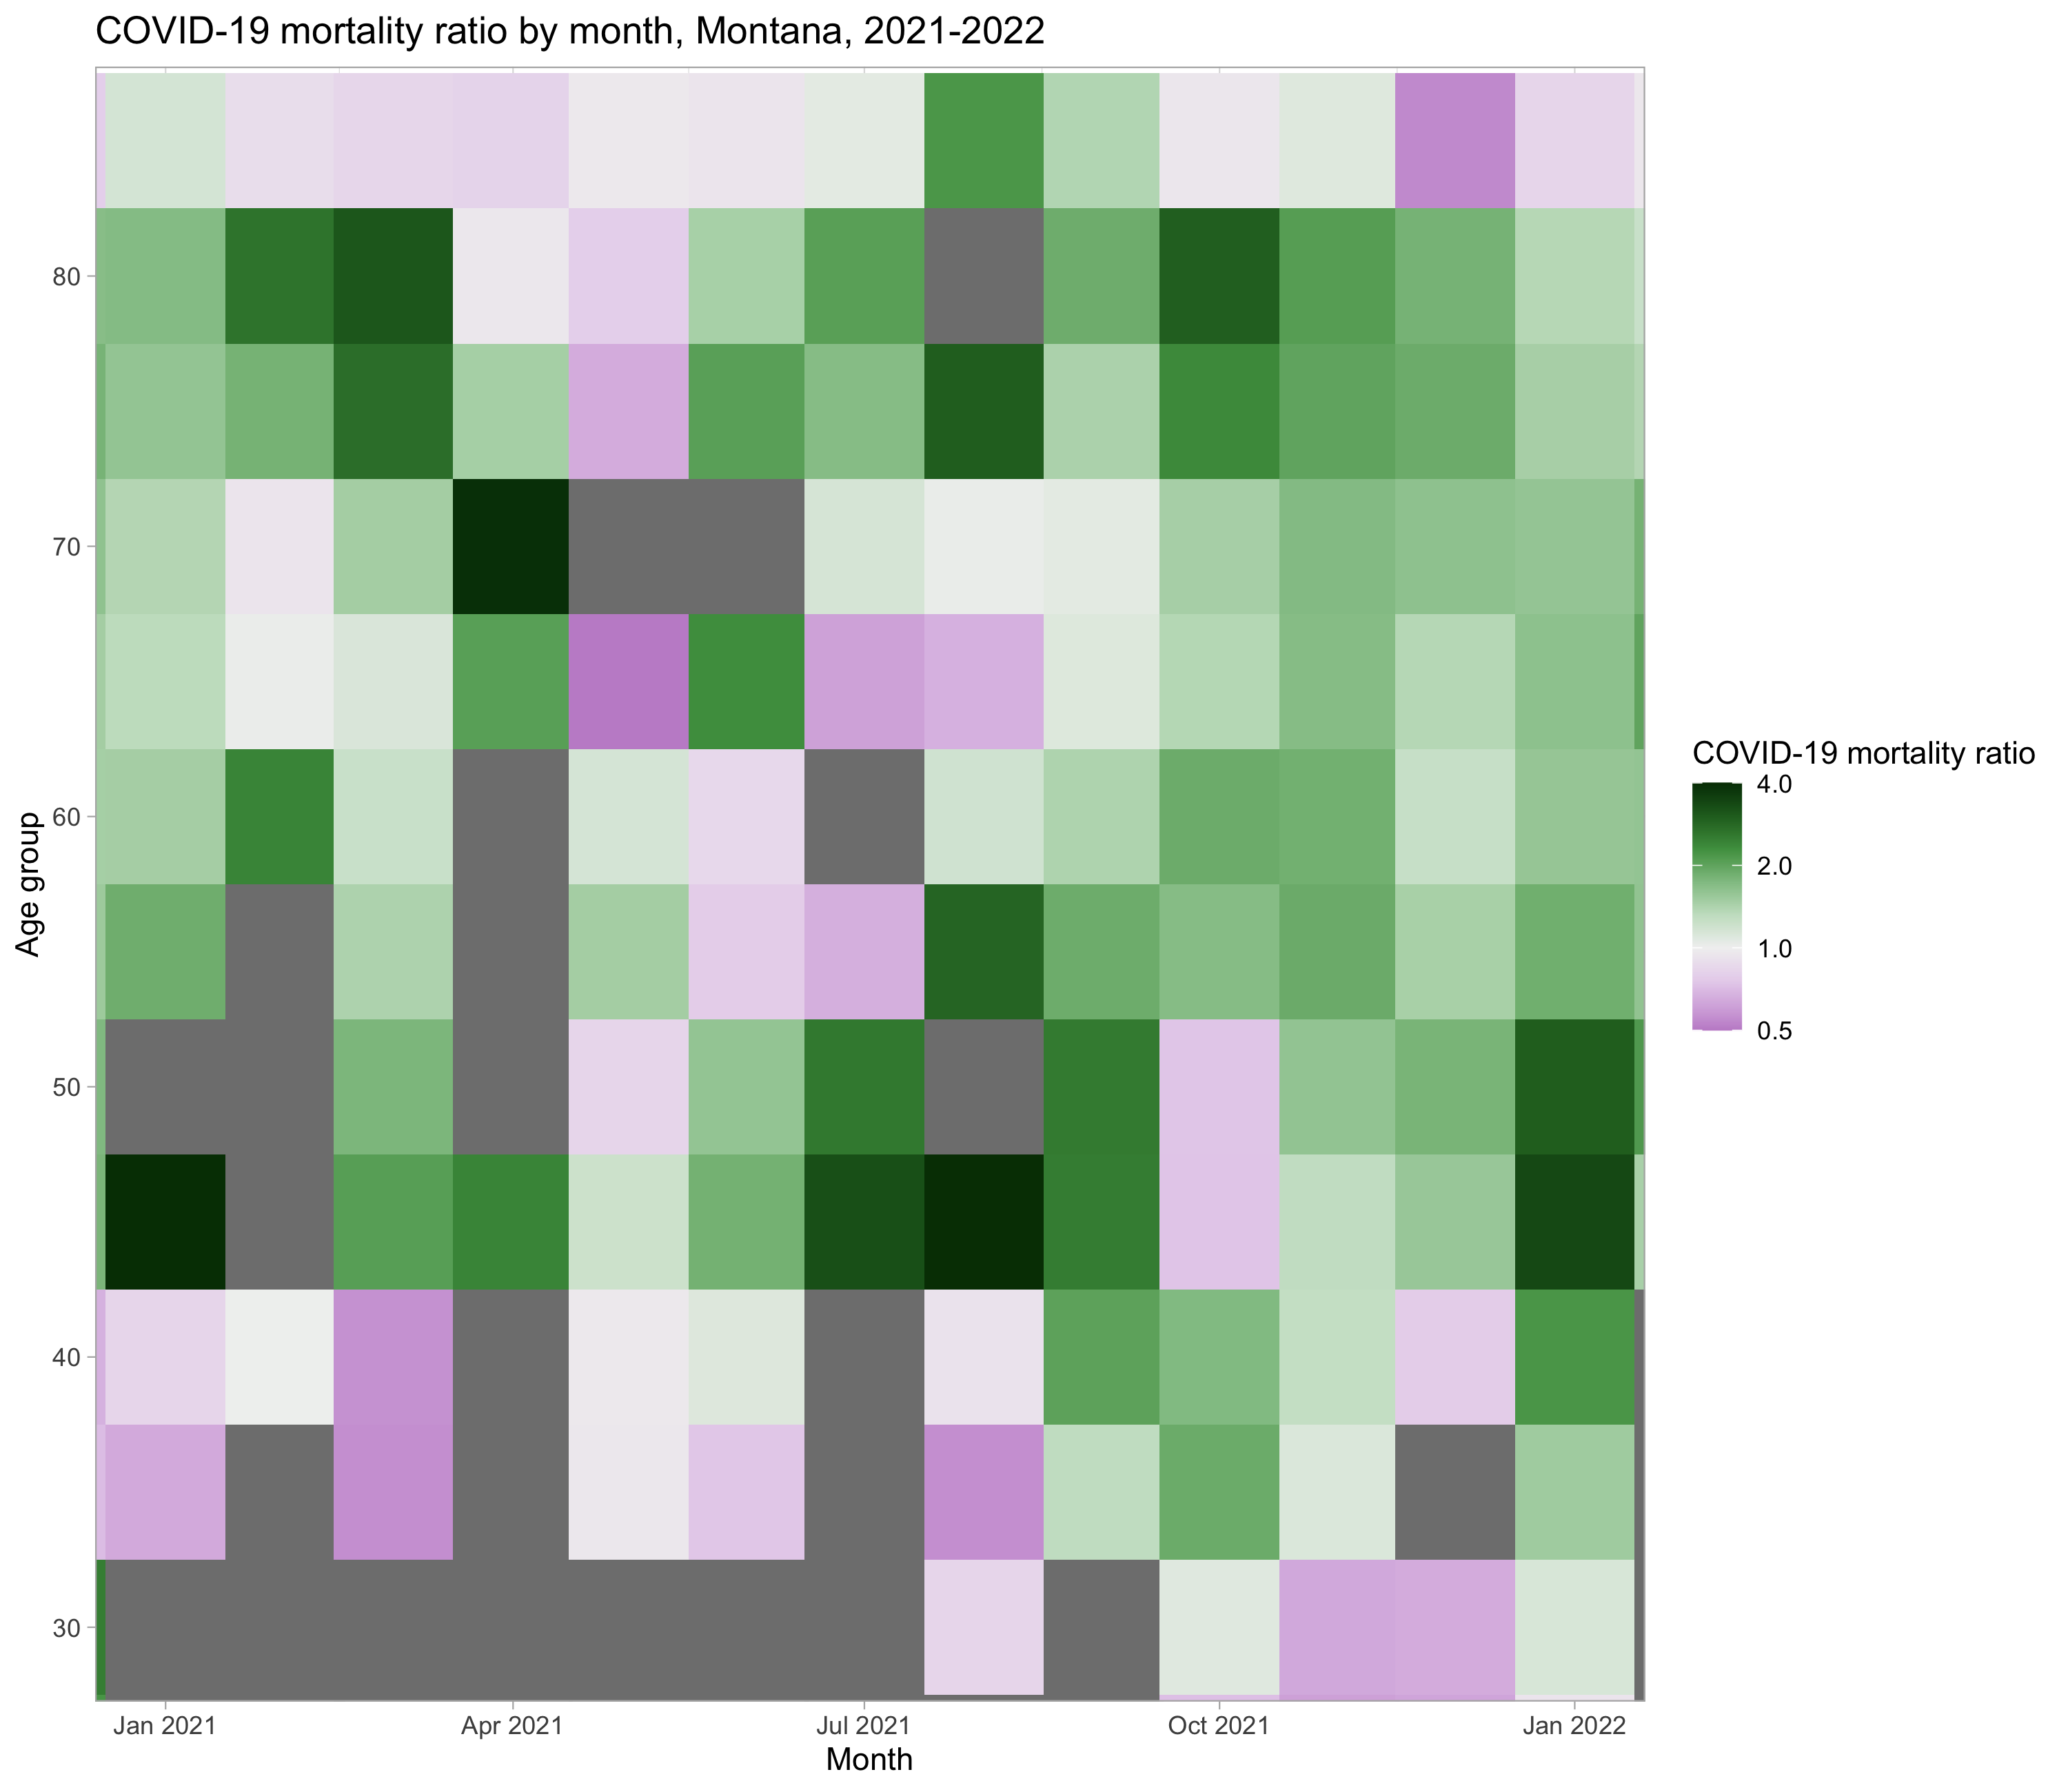 COVID-19 mortality ratio by month, Montana, 2021-2022
80
70
60
50
40
30
Age group
Jan 2021 Apr 2021 Jul 2021 Oct 2021 Jan 2022
Month
COVID-19 mortality ratio
4.0
2.0
1.0
0.5